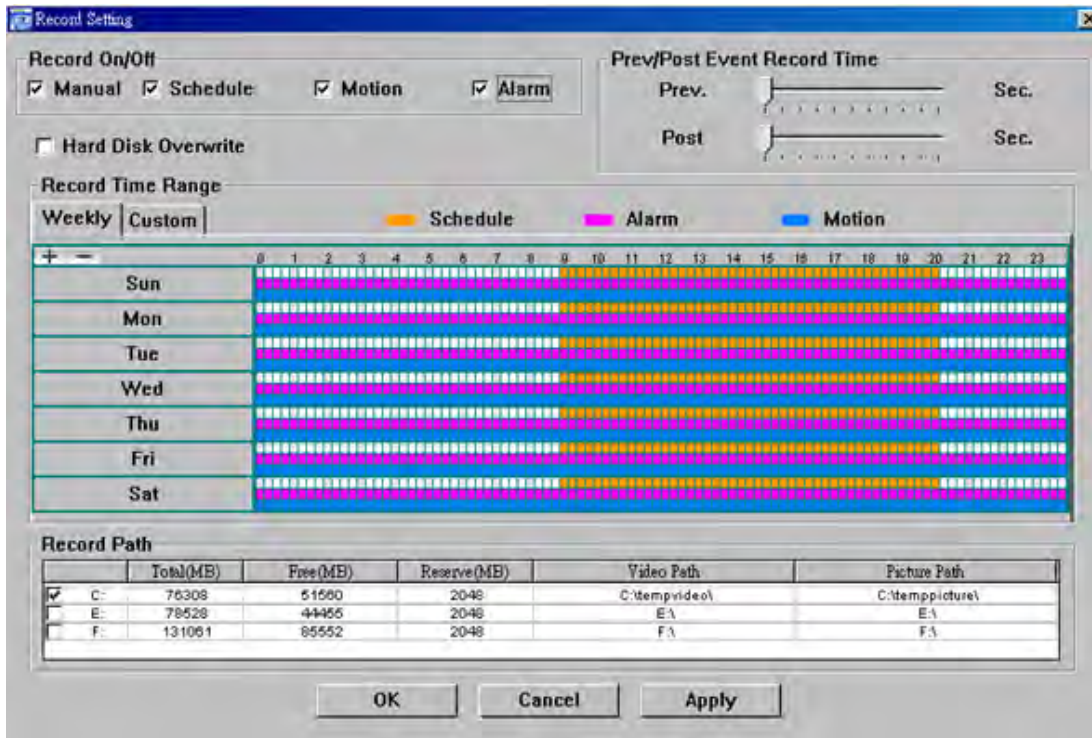 Record Setting
Record On/Off
Manual Schedule Motion Alarm
Prev/Post Event Record Time
Prev. Sec.
Post Sec.
Hard Disk Overwrite
Record Time Range
Weekly Custom
Schedule Alarm Motion
+ - 0 1 2 3 4 5 6 7 8 9 10 11 12 13 14 15 16 17 18 19 20 21 22 23
Sun
Mon
Tue
Wed
Thu
Fri
Sat
Record Path
Total(MB) Free(MB) Reserve(MB) Video Path Picture Path
C: 76308 51560 2048 C:\tempvideo\ C:\temppicture\
E: 78528 44455 2048 E:\ E:\
F: 131061 85552 2048 F:\ F:\
OK Cancel Apply